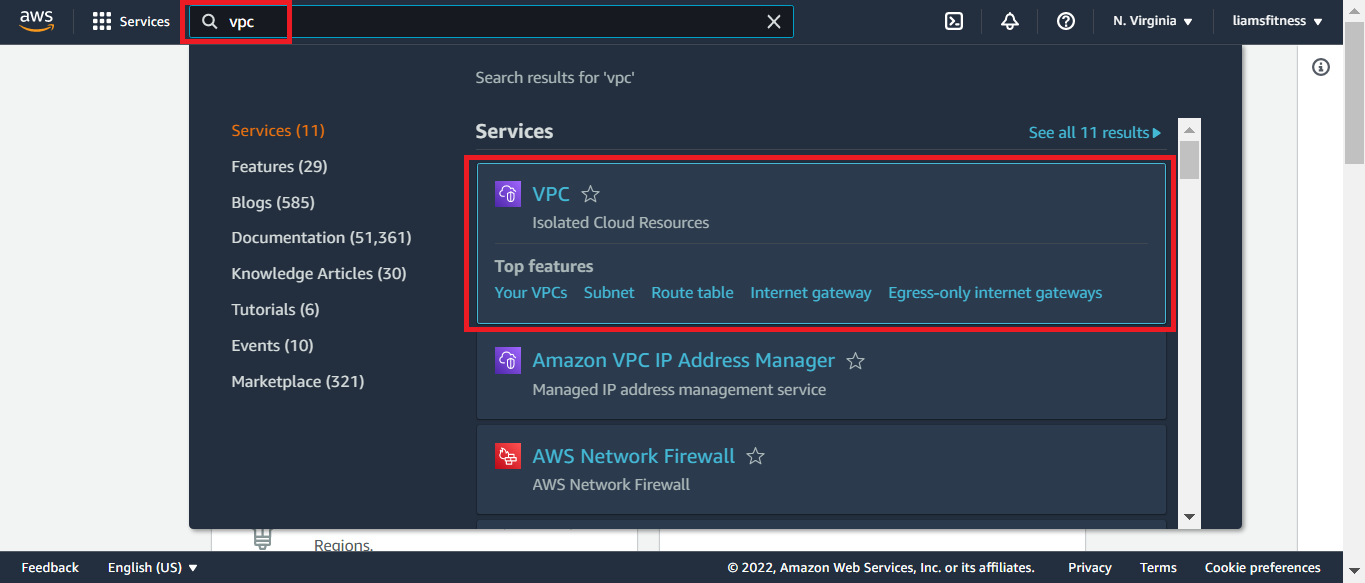 aws
Services
vpc
N. Virginia
liamsfitness
Search results for 'vpc'
Services (11)
Features (29)
Blogs (585)
Documentation (51,361)
Knowledge Articles (30)
Tutorials (6)
Events (10)
Marketplace (321)
Services
See all 11 results
VPC
Isolated Cloud Resources
Top features
Your VPCs Subnet Route table Internet gateway Egress-only internet gateways
Amazon VPC IP Address Manager
Managed IP address management service
AWS Network Firewall
AWS Network Firewall
Regions.
Feedback English (US) © 2022, Amazon Web Services, Inc. or its affiliates. Privacy Terms Cookie preferences